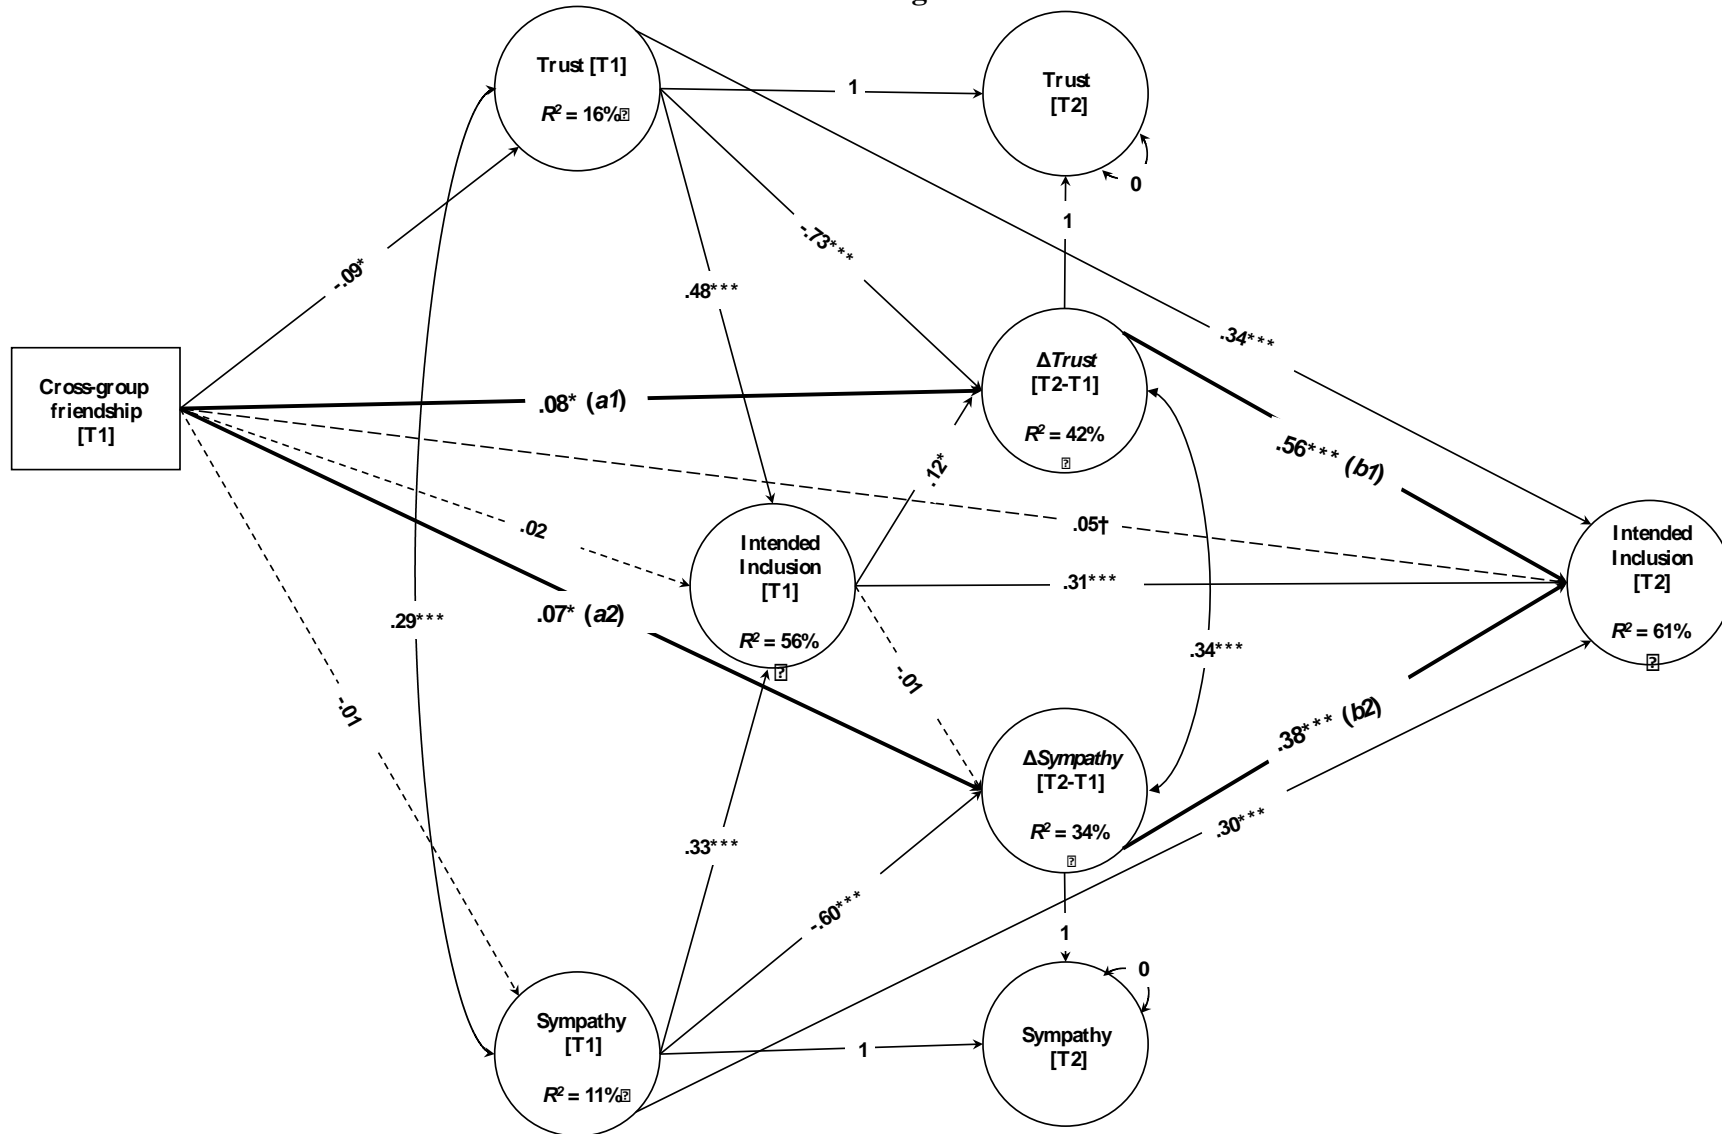 g
Trust [T1]
R² = 16%
Trust
[T2]
1
0
1
-.09*
-.73***
.48***
.34***
Cross-group
friendship
[T1]
.08* (a1)
ΔTrust
[T2-T1]
R² = 42%
.12*
.56*** (b1)
.02
.05†
Intended
Inclusion
[T1]
R² = 56%
.31***
Intended
Inclusion
[T2]
R² = 61%
.07* (a2)
.29***
-.01
-.01
.34***
ΔSympathy
[T2-T1]
R² = 34%
.38*** (b2)
.30***
.33***
-.60***
1
0
Sympathy
[T1]
R² = 11%
1
Sympathy
[T2]